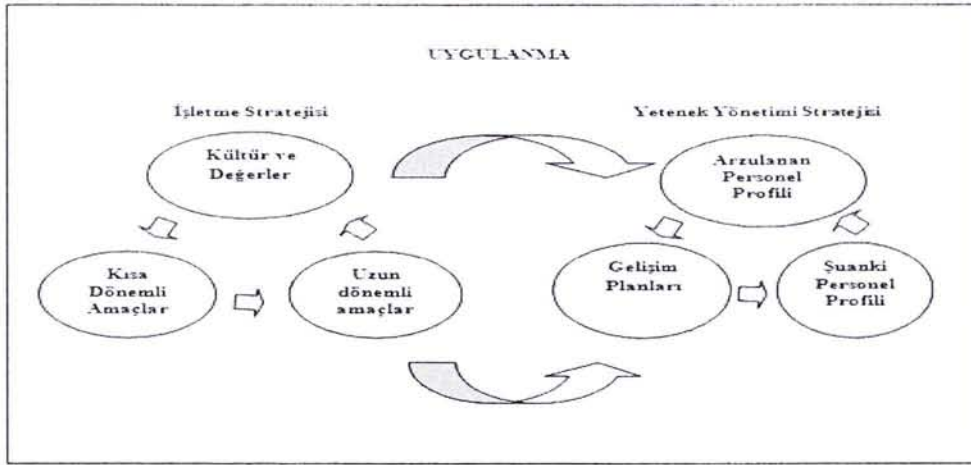 UYGULANMA
İşletme Stratejisi
Yetenek Yönetimi Stratejisi
Kültür ve
Değerler
Arzulanan
Personel
Profili
Kısa
Dönemli
Amaçlar
Uzun
dönemli
amaçlar
Gelişim
Planları
Şuanki
Personel
Profili